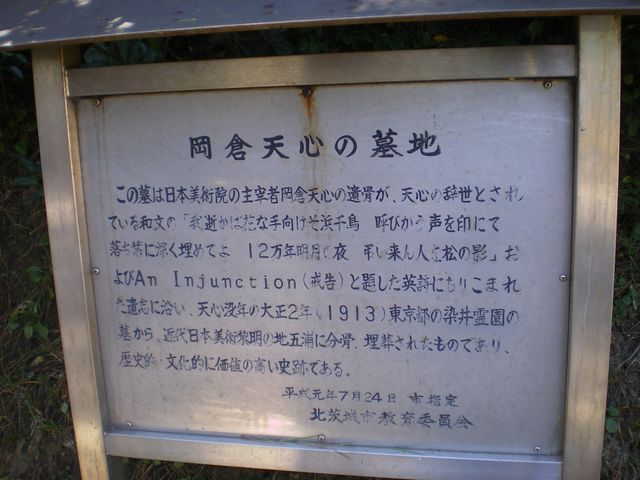 岡倉天心の墓地
この墓は日本美術院の主宰者岡倉天心の遺骨が、天心の辞世とされ
ている和文の「我逝かば花な手向けそ浜千鳥　呼びかう声を印にて
落ち葉に深く埋めてよ　12万年明月の夜　弔い来ん人を松の影」お
よびAn Injunction(戒告)と題した英詩にもりこまれ
た遺志に沿い、天心没年の大正2年(1913)東京都の染井霊園の
墓から、近代日本美術黎明の地五浦に分骨、埋葬されたものであり、
歴史的、文化的に価値の高い史跡である。
平成元年7月24日　市指定
北茨城市教育委員会